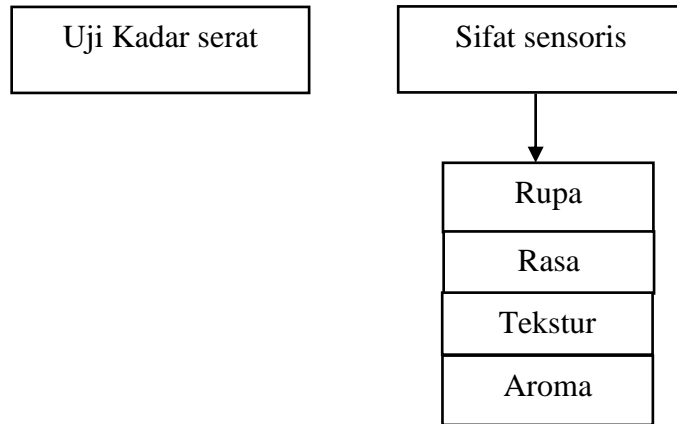 Uji Kadar serat
Sifat sensoris
Rupa
Rasa
Tekstur
Aroma